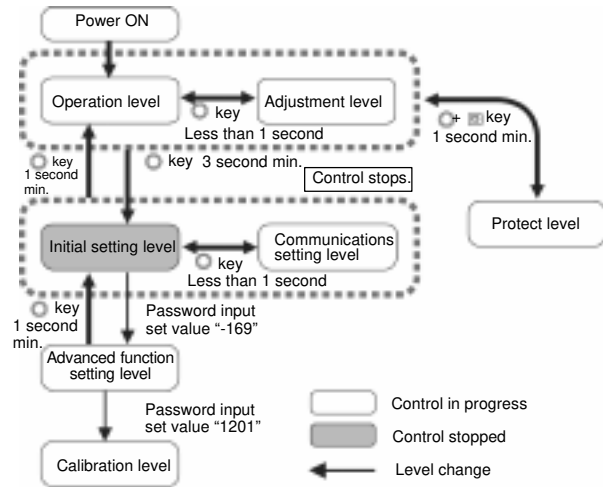 Power ON
Operation level
Adjustment level
key
Less than 1 second
+ key
1 second min.
key
1 second
min.
key 3 second min.
Control stops.
Protect level
Initial setting level
Communications
setting level
key
Less than 1 second
key
1 second
min.
Password input
set value “-169”
Advanced function
setting level
Password input
set value “1201”
Calibration level
Control in progress
Control stopped
Level change